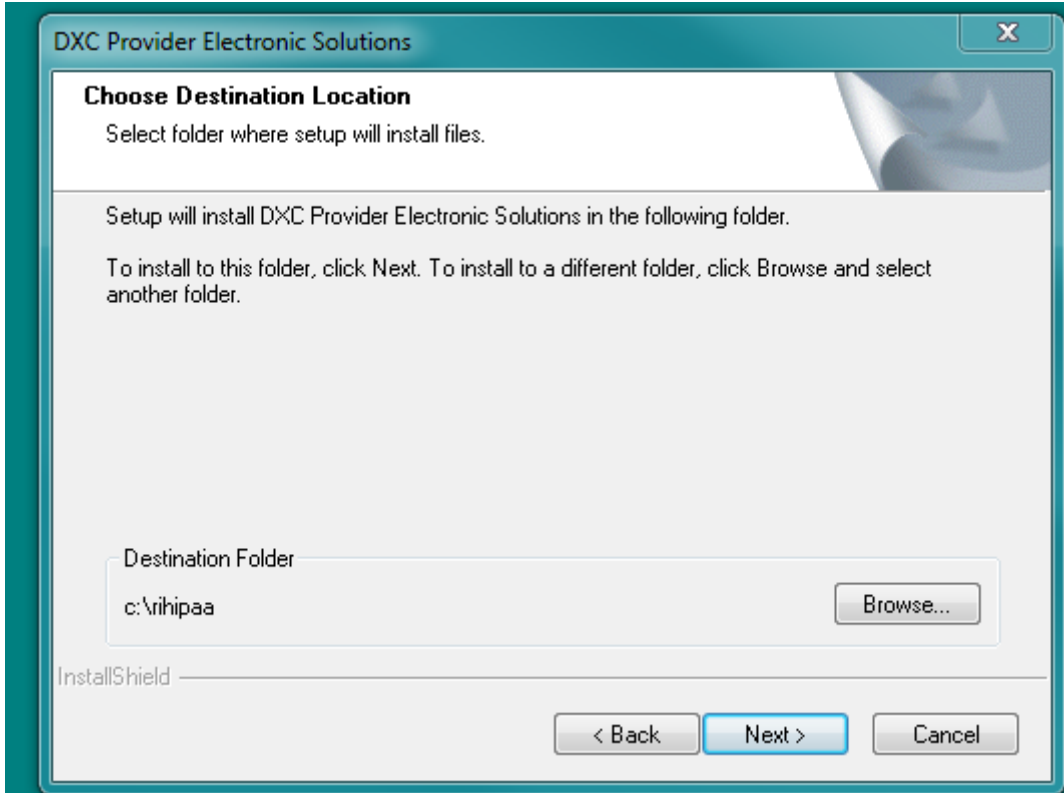 DXC Provider Electronic Solutions
Choose Destination Location
Select folder where setup will install files.
Setup will install DXC Provider Electronic Solutions in the following folder.
To install to this folder, click Next. To install to a different folder, click Browse and select
another folder.
Destination Folder
c:\rihipaa
Browse...
InstallShield
< Back
Next >
Cancel